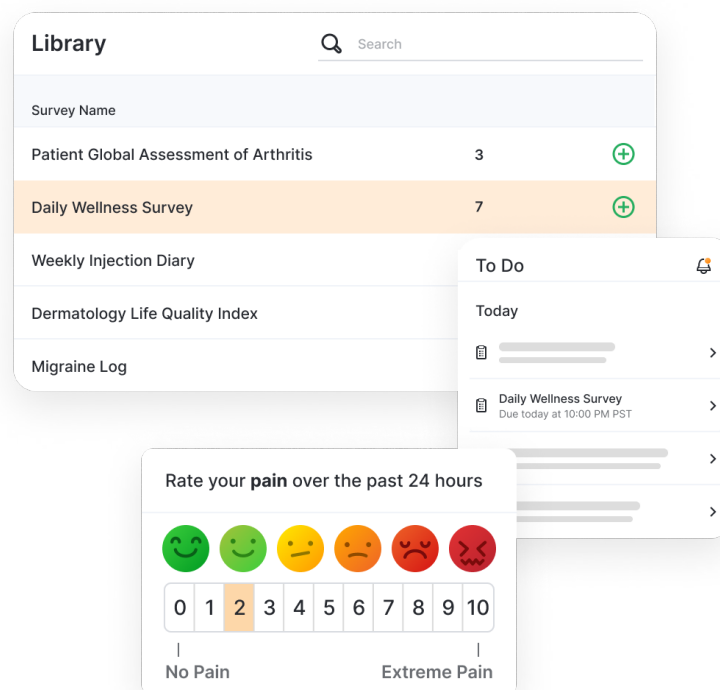 Library
Search
Survey Name
Patient Global Assessment of Arthritis 3
Daily Wellness Survey 7
Weekly Injection Diary
Dermatology Life Quality Index
Migraine Log
To Do
Today
Daily Wellness Survey
Due today at 10:00 PM PST
Rate your pain over the past 24 hours
0 1 2 3 4 5 6 7 8 9 10
No Pain Extreme Pain